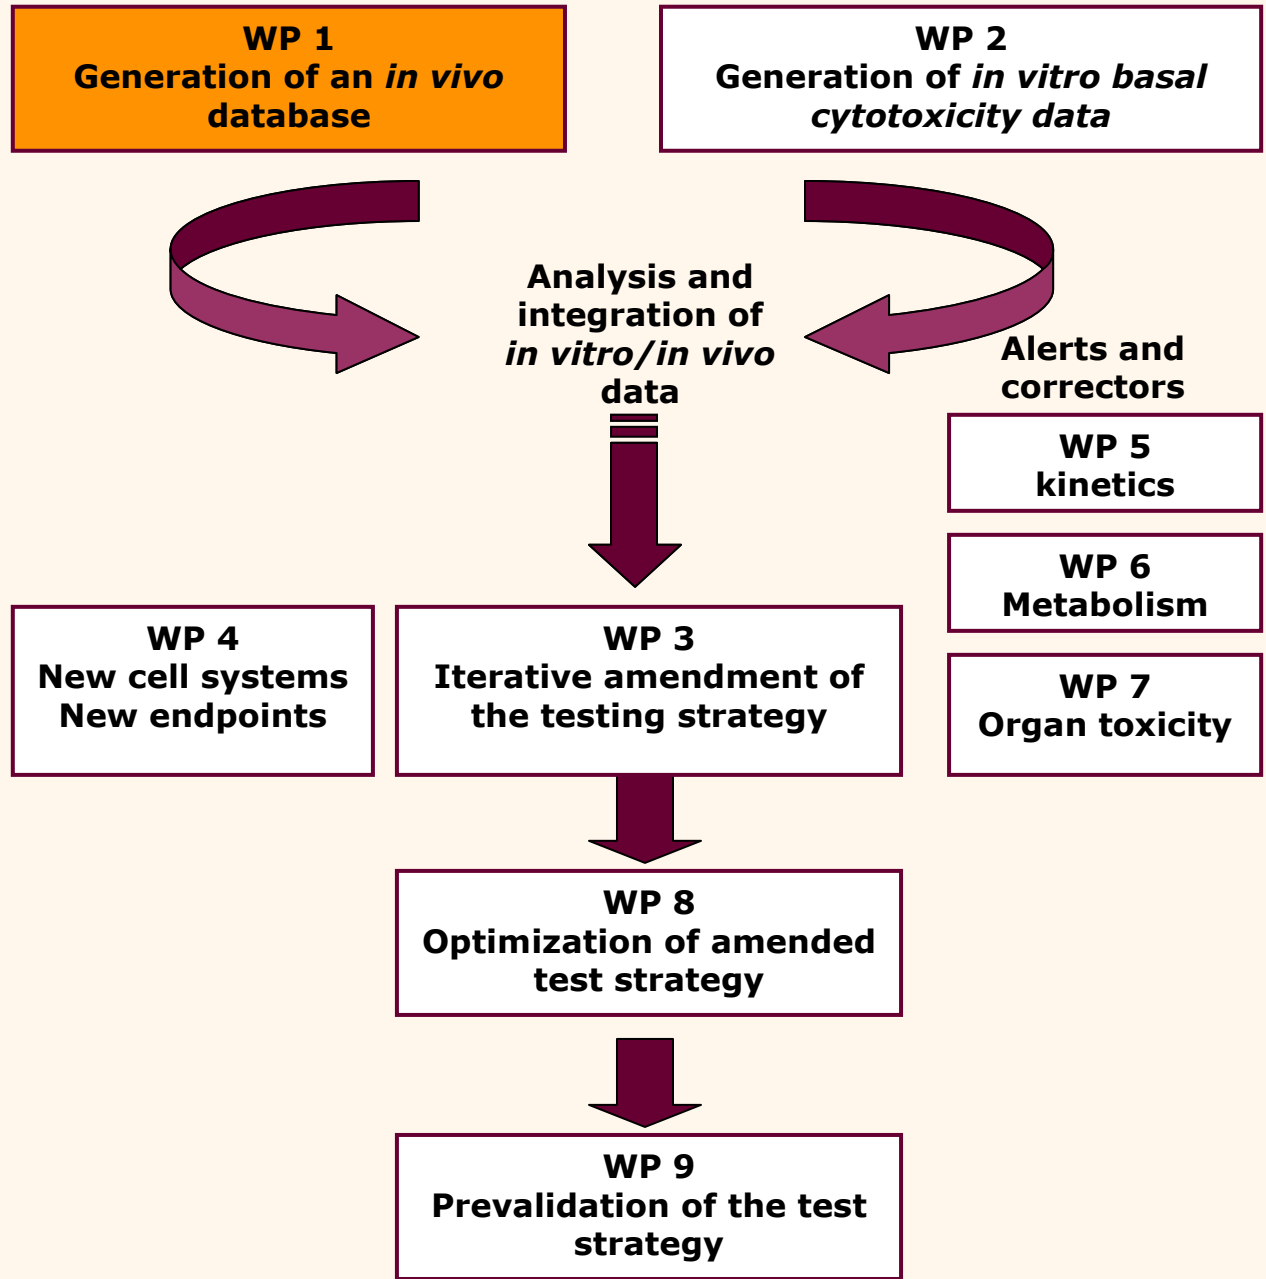 WP 1
Generation of an in vivo
database
WP 2
Generation of in vitro basal
cytotoxicity data
Analysis and
integration of
in vitro/in vivo
data
Alerts and
correctors
WP 5
kinetics
WP 6
Metabolism
WP 7
Organ toxicity
WP 4
New cell systems
New endpoints
WP 3
Iterative amendment of
the testing strategy
WP 8
Optimization of amended
test strategy
WP 9
Prevalidation of the test
strategy